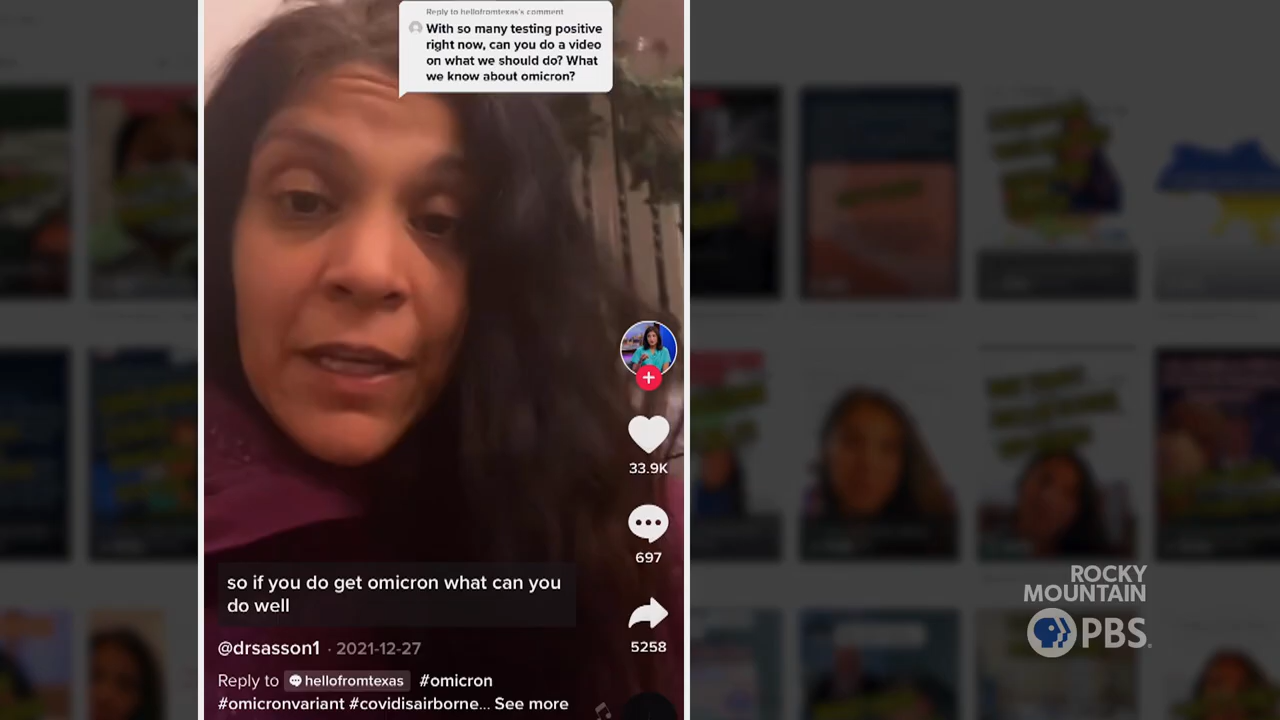 Reply to hellofromtexas's comment
With so many testing positive
right now, can you do a video
on what we should do? What
we know about omicron?
33.9K
697
5258
so if you do get omicron what can you
do well
@drsasson1 · 2021-12-27
Reply to hellofromtexas #omicron
#omicronvariant #covidisairborne... See more
ROCKY
MOUNTAIN
PBS.